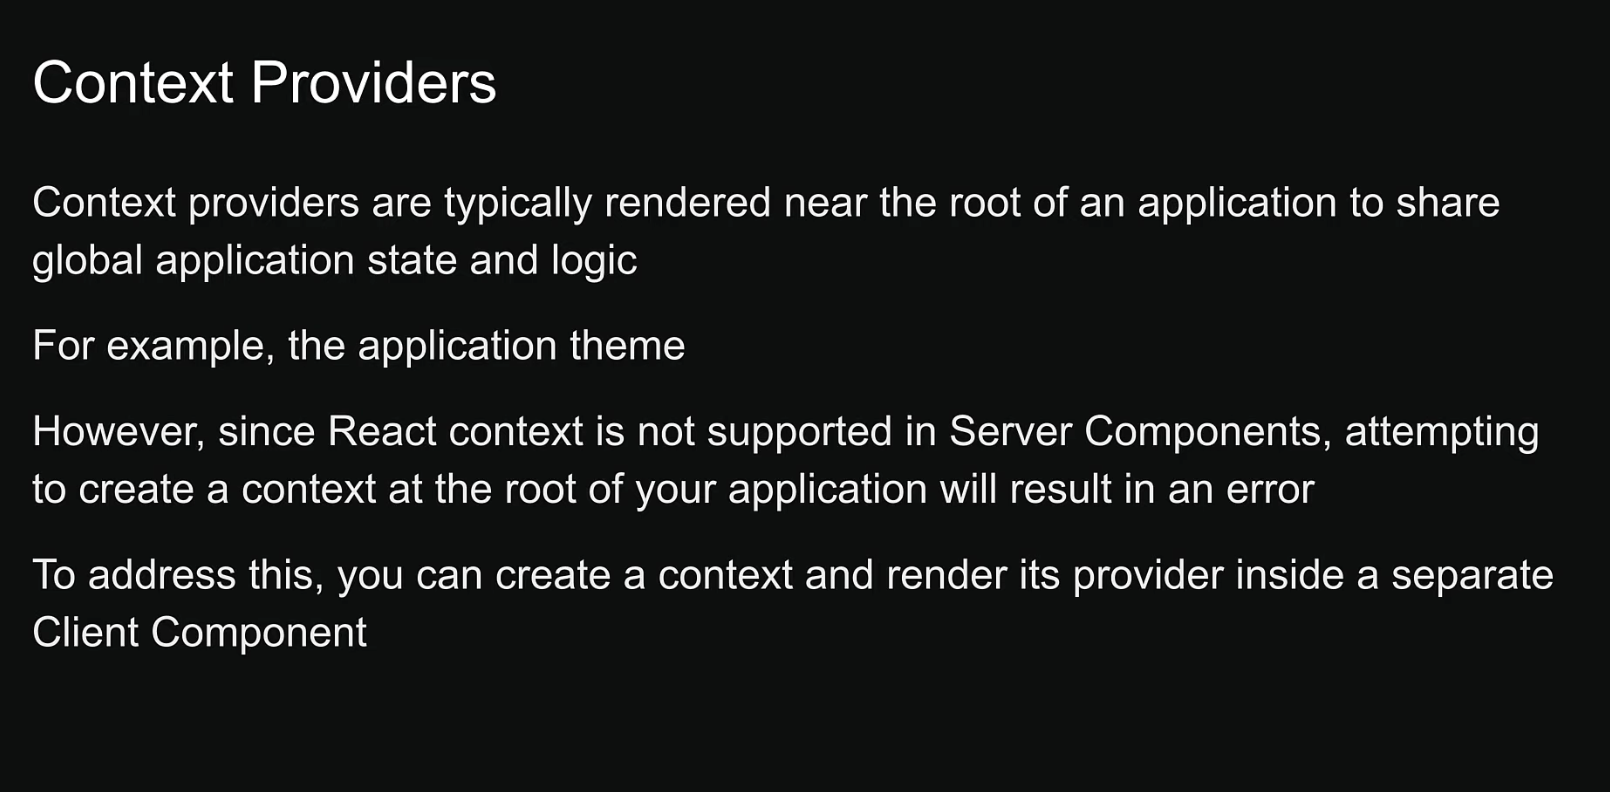 Context Providers
Context providers are typically rendered near the root of an application to share
global application state and logic
For example, the application theme
However, since React context is not supported in Server Components, attempting
to create a context at the root of your application will result in an error
To address this, you can create a context and render its provider inside a separate
Client Component